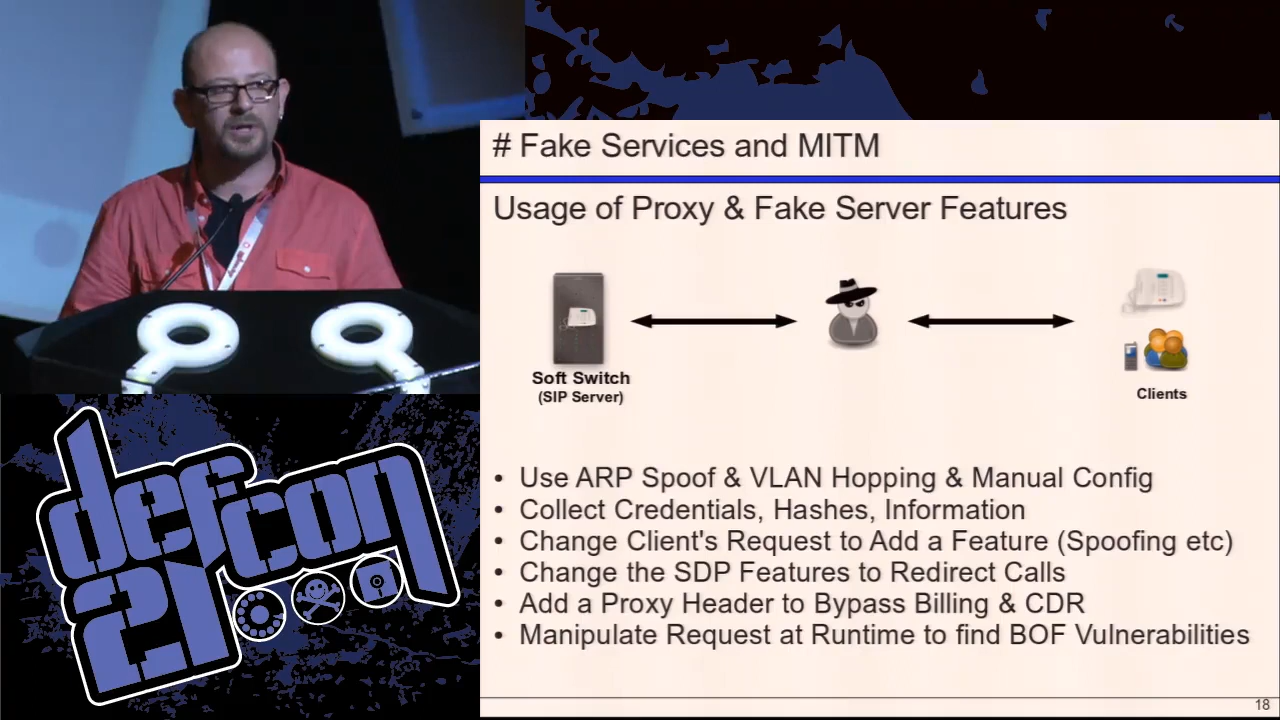 # Fake Services and MITM
Usage of Proxy & Fake Server Features
Soft Switch
(SIP Server)
Clients
• Use ARP Spoof & VLAN Hopping & Manual Config
• Collect Credentials, Hashes, Information
• Change Client's Request to Add a Feature (Spoofing etc)
• Change the SDP Features to Redirect Calls
• Add a Proxy Header to Bypass Billing & CDR
• Manipulate Request at Runtime to find BOF Vulnerabilities
18
defcon
21